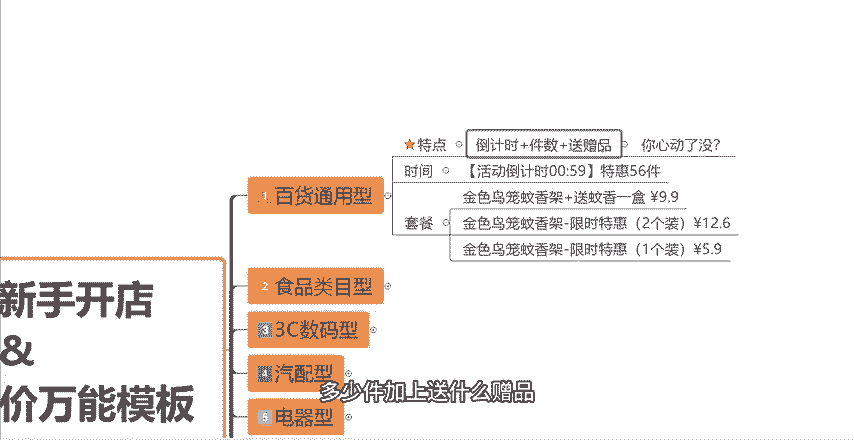 ★特点
倒计时+件数+送赠品
你心动了没？
时间
【活动倒计时00:59】特惠56件
1 百货通用型
金色鸟笼蚊香架+送蚊香一盒 ¥9.9
套餐
金色鸟笼蚊香架-限时特惠（2个装）¥12.6
金色鸟笼蚊香架-限时特惠（1个装）¥5.9
新手开店
&
价万能模板
2 食品类目型
3 3C数码型
4 汽配型
5 电器型
多少件加上送什么赠品